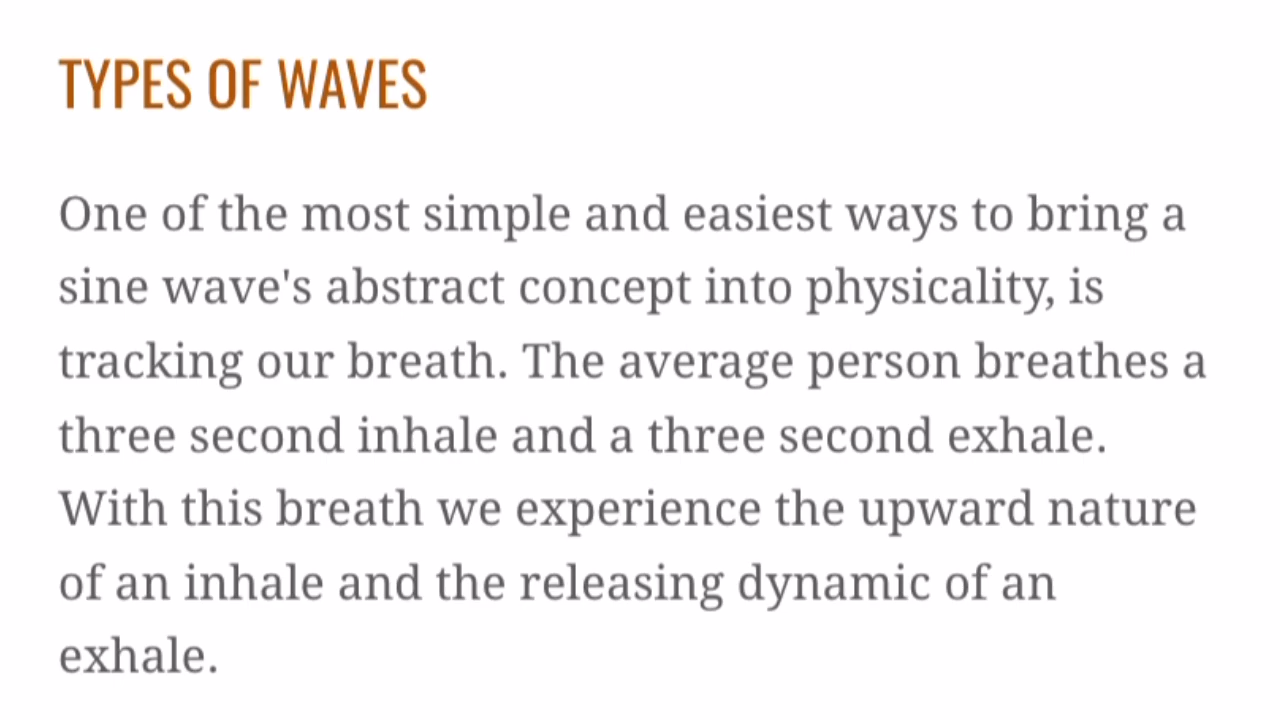 TYPES OF WAVES
One of the most simple and easiest ways to bring a
sine wave's abstract concept into physicality, is
tracking our breath. The average person breathes a
three second inhale and a three second exhale.
With this breath we experience the upward nature
of an inhale and the releasing dynamic of an
exhale.